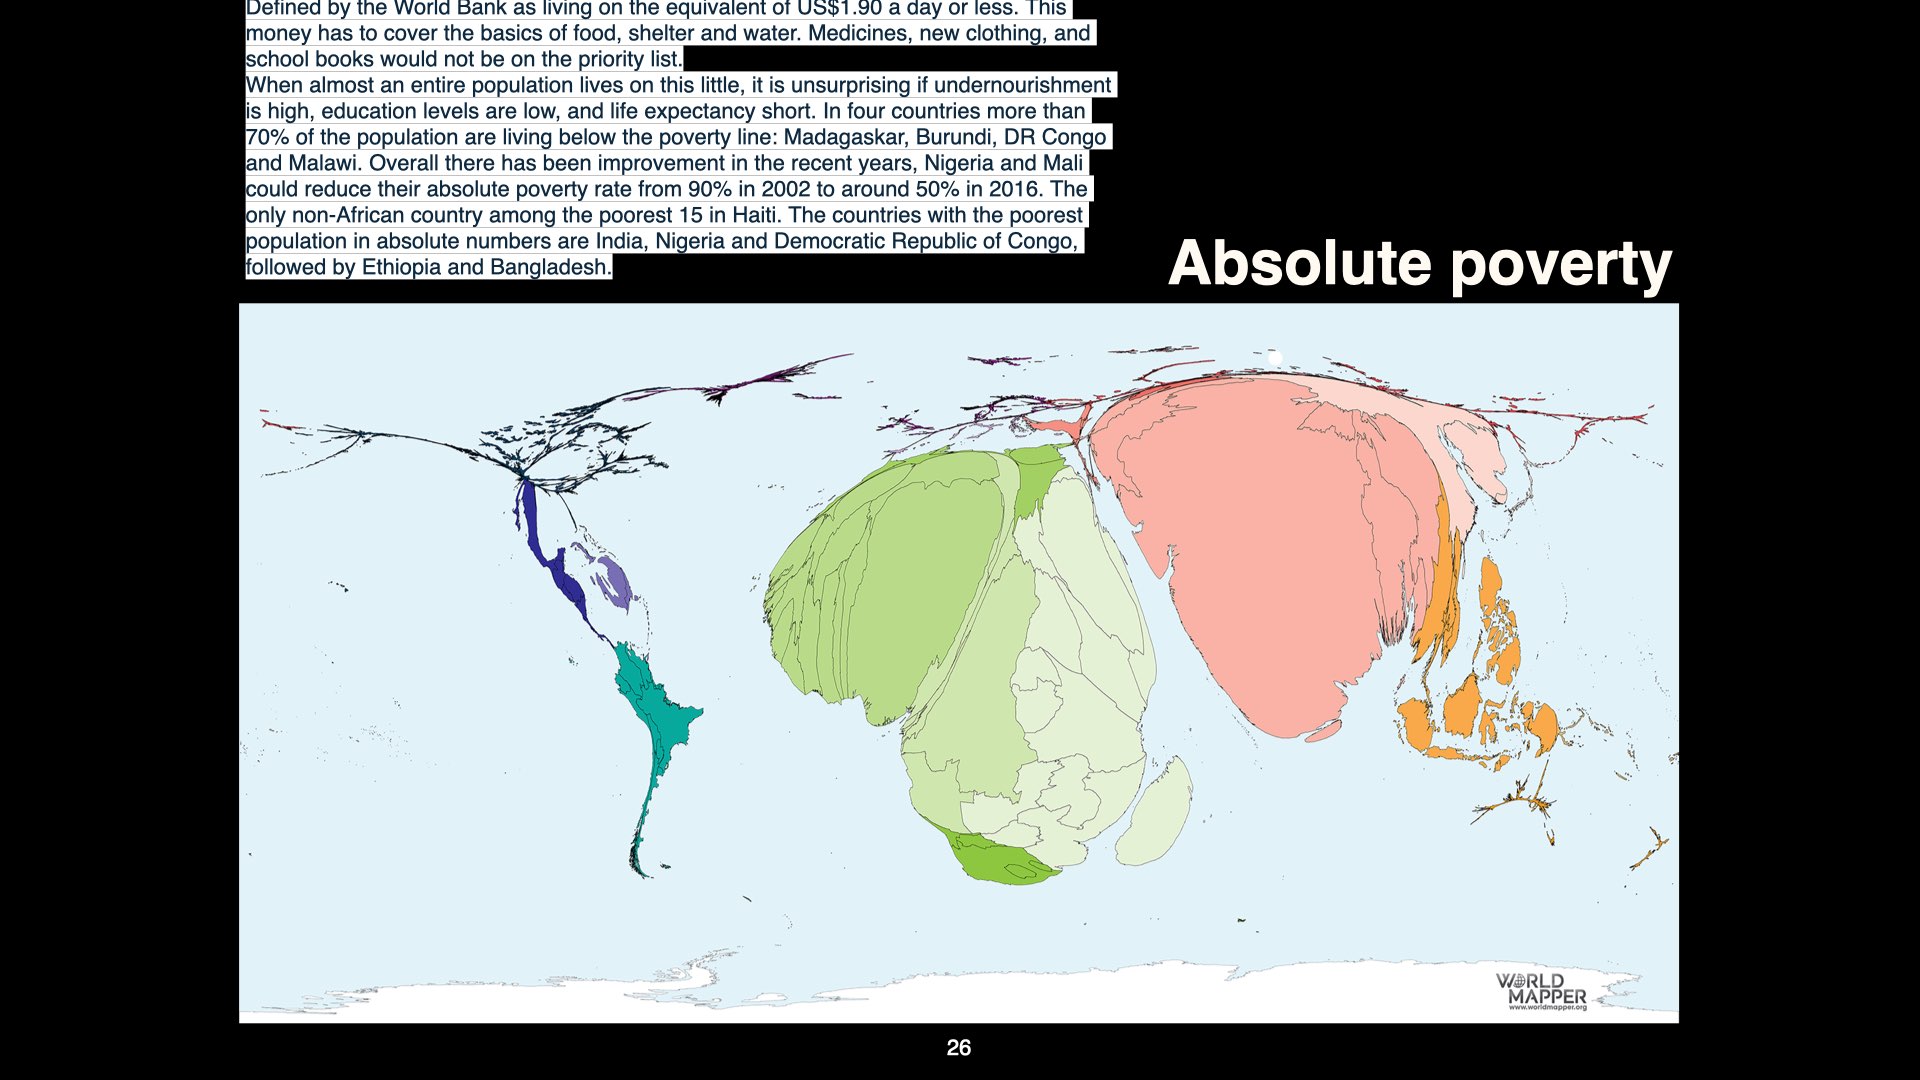 Defined by the World Bank as living on the equivalent of US$1.90 a day or less. This
money has to cover the basics of food, shelter and water. Medicines, new clothing, and
school books would not be on the priority list.
When almost an entire population lives on this little, it is unsurprising if undernourishment
is high, education levels are low, and life expectancy short. In four countries more than
70% of the population are living below the poverty line: Madagaskar, Burundi, DR Congo
and Malawi. Overall there has been improvement in the recent years, Nigeria and Mali
could reduce their absolute poverty rate from 90% in 2002 to around 50% in 2016. The
only non-African country among the poorest 15 in Haiti. The countries with the poorest
population in absolute numbers are India, Nigeria and Democratic Republic of Congo,
followed by Ethiopia and Bangladesh.
Absolute poverty
WORLD
MAPPER
www.worldmapper.org
26